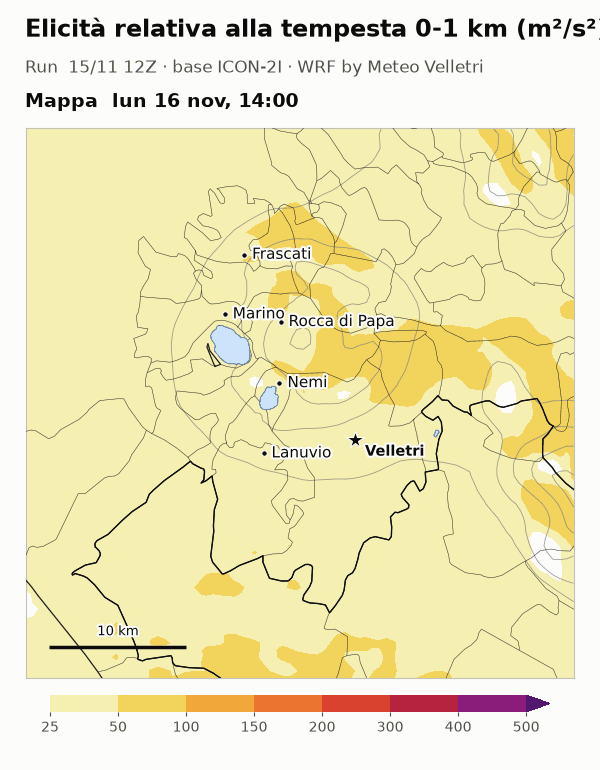 Elicità relativa alla tempesta 0-1 km (m²/s²)
Run 15/11 12Z · base ICON-2I · WRF by Meteo Velletri
Mappa lun 16 nov, 14:00
Frascati
Marino
Rocca di Papa
Nemi
Lanuvio
Velletri
10 km
25 50 100 150 200 300 400 500